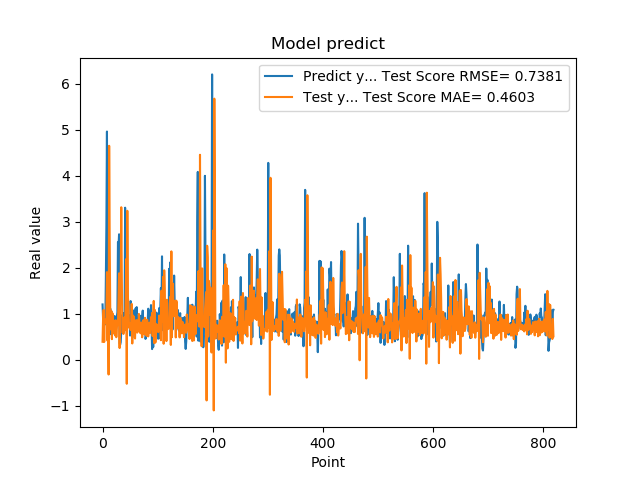 Model predict
Predict y... Test Score RMSE= 0.7381
Test y... Test Score MAE= 0.4603
6
5
4
3
2
1
0
−1
Real value
0 200 400 600 800
Point